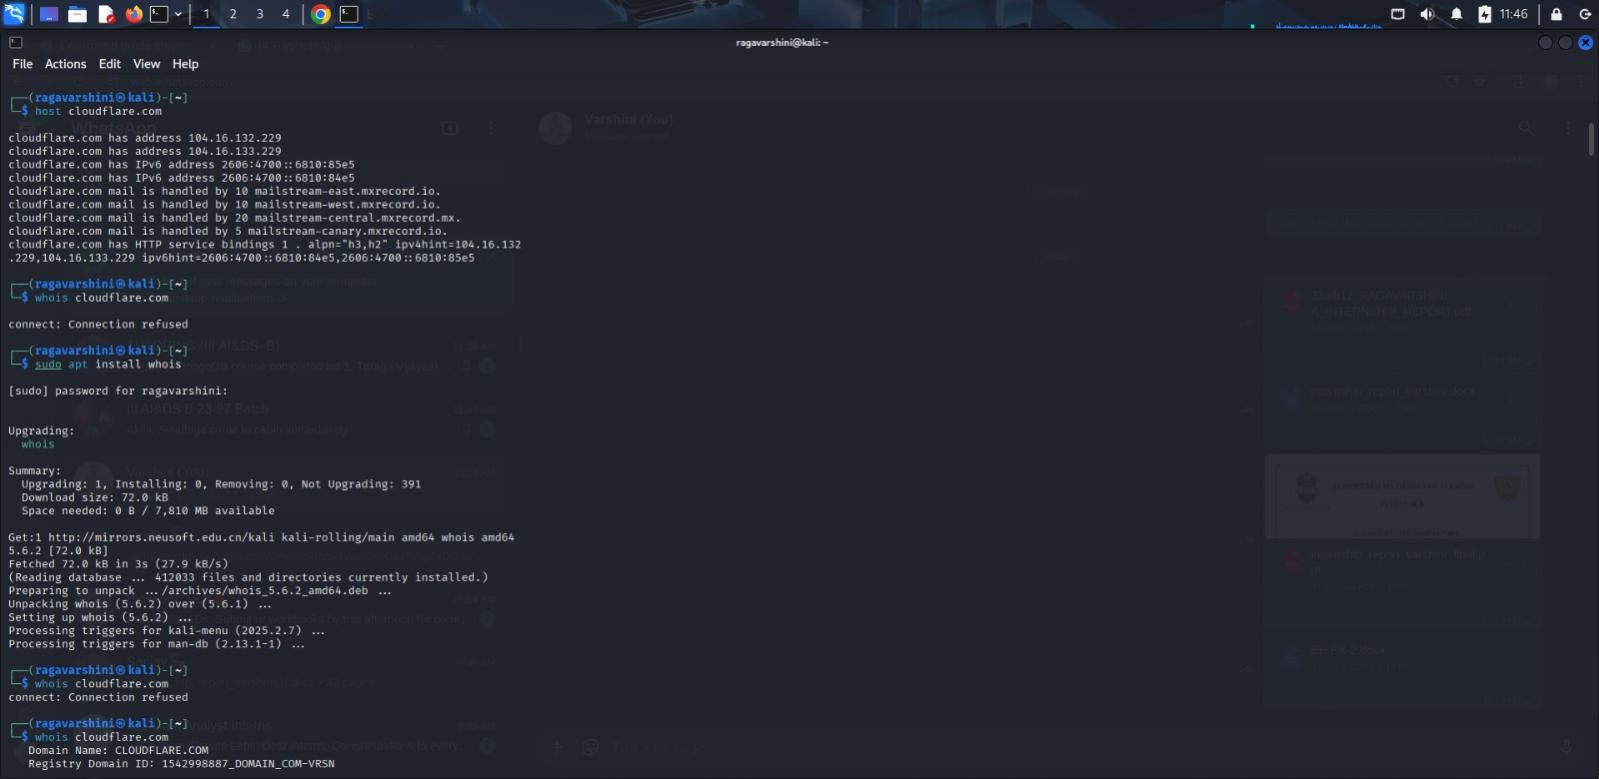 1 2 3 4 11:46
ragavarshini@kali: ~
File Actions Edit View Help
┌──(ragavarshini㉿kali)-[~]
└─$ host cloudflare.com
WhatsApp
Varshini (You)
cloudflare.com has address 104.16.132.229
cloudflare.com has address 104.16.133.229
cloudflare.com has IPv6 address 2606:4700::6810:85e5
cloudflare.com has IPv6 address 2606:4700::6810:84e5
cloudflare.com mail is handled by 10 mailstream-east.mxrecord.io.
cloudflare.com mail is handled by 10 mailstream-west.mxrecord.io.
cloudflare.com mail is handled by 20 mailstream-central.mxrecord.mx.
cloudflare.com mail is handled by 5 mailstream-canary.mxrecord.io.
cloudflare.com has HTTP service bindings 1 . alpn="h3,h2" ipv4hint=104.16.132
.229,104.16.133.229 ipv6hint=2606:4700::6810:84e5,2606:4700::6810:85e5
┌──(ragavarshini㉿kali)-[~]
└─$ whois cloudflare.com
connect: Connection refused
┌──(ragavarshini㉿kali)-[~]
└─$ sudo apt install whois
[sudo] password for ragavarshini:
III AI&DS B 23-27 Batch
Upgrading:
whois
Varshini (You)
Summary:
Upgrading: 1, Installing: 0, Removing: 0, Not Upgrading: 391
Download size: 72.0 kB
Space needed: 0 B / 7,810 MB available
Get:1 http://mirrors.neusoft.edu.cn/kali kali-rolling/main amd64 whois amd64
5.6.2 [72.0 kB]
Fetched 72.0 kB in 3s (27.9 kB/s)
(Reading database ... 412033 files and directories currently installed.)
Preparing to unpack .../archives/whois_5.6.2_amd64.deb ...
Unpacking whois (5.6.2) over (5.6.1) ...
Setting up whois (5.6.2) ...
Processing triggers for kali-menu (2025.2.7) ...
Processing triggers for man-db (2.13.1-1) ...
┌──(ragavarshini㉿kali)-[~]
└─$ whois cloudflare.com
connect: Connection refused
┌──(ragavarshini㉿kali)-[~]
└─$ whois cloudflare.com
Domain Name: CLOUDFLARE.COM
Registry Domain ID: 1542998887_DOMAIN_COM-VRSN